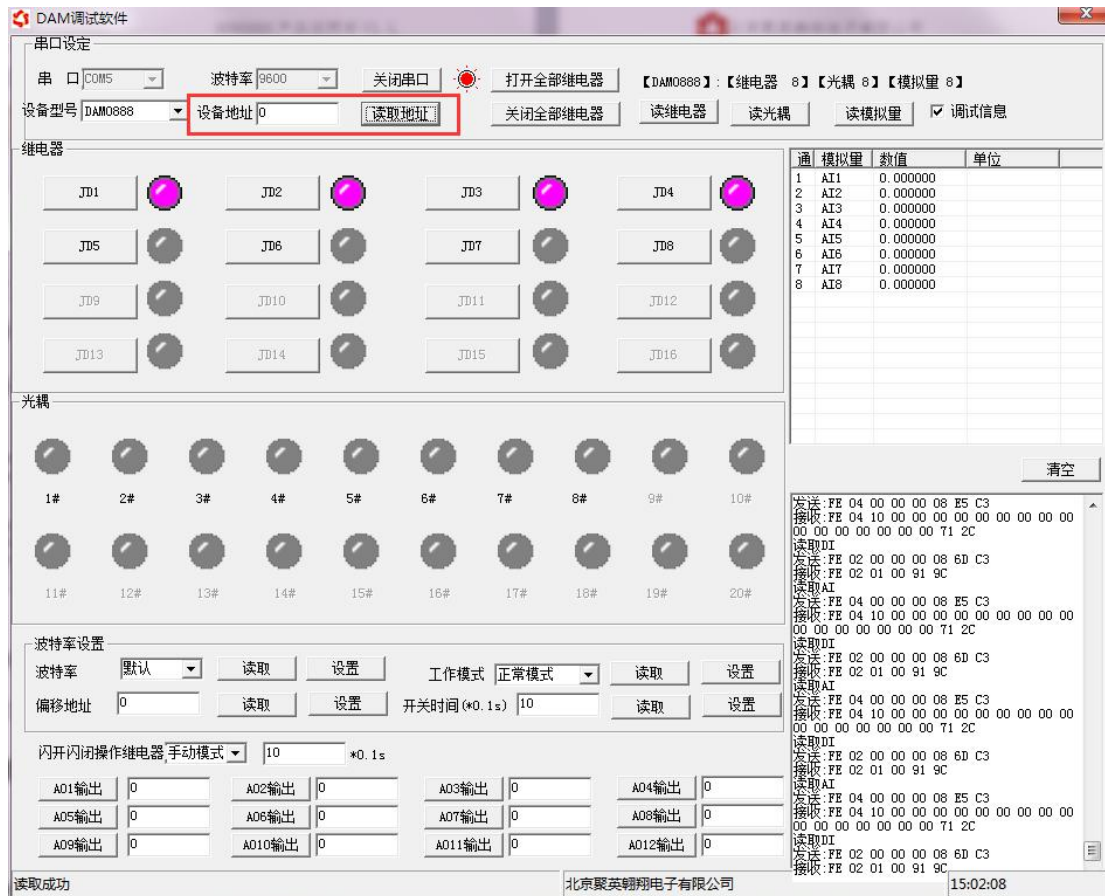 DAM调试软件
串口设定
串 口 COM5 波特率 9600 关闭串口 打开全部继电器 【DAM0888】:【继电器 8】【光耦 8】【模拟量 8】
设备型号 DAM0888 设备地址 0 读取地址 关闭全部继电器 读继电器 读光耦 读模拟量 调试信息
继电器
JD1 JD2 JD3 JD4
JD5 JD6 JD7 JD8
JD9 JD10 JD11 JD12
JD13 JD14 JD15 JD16
通 模拟量 数值 单位
1 AI1 0.000000
2 AI2 0.000000
3 AI3 0.000000
4 AI4 0.000000
5 AI5 0.000000
6 AI6 0.000000
7 AI7 0.000000
8 AI8 0.000000
光耦
1# 2# 3# 4# 5# 6# 7# 8# 9# 10#
11# 12# 13# 14# 15# 16# 17# 18# 19# 20#
清空
发送:FE 04 00 00 00 08 E5 C3
接收:FE 04 10 00 00 00 00 00 00 00 00 00
00 00 00 00 00 00 00 71 2C
读取DI
发送:FE 02 00 00 00 08 6D C3
接收:FE 02 01 00 91 9C
读取AI
发送:FE 04 00 00 00 08 E5 C3
接收:FE 04 10 00 00 00 00 00 00 00 00 00
00 00 00 00 00 00 00 71 2C
读取DI
发送:FE 02 00 00 00 08 6D C3
接收:FE 02 01 00 91 9C
读取AI
发送:FE 04 00 00 00 08 E5 C3
接收:FE 04 10 00 00 00 00 00 00 00 00 00
00 00 00 00 00 00 00 71 2C
读取DI
发送:FE 02 00 00 00 08 6D C3
接收:FE 02 01 00 91 9C
读取AI
发送:FE 04 00 00 00 08 E5 C3
接收:FE 04 10 00 00 00 00 00 00 00 00 00
00 00 00 00 00 00 00 71 2C
读取DI
发送:FE 02 00 00 00 08 6D C3
接收:FE 02 01 00 91 9C
波特率设置
波特率 默认 读取 设置 工作模式 正常模式 读取 设置
偏移地址 0 读取 设置 开关时间(*0.1s) 10 读取 设置
闪开闪闭操作继电器 手动模式 10 *0.1s
AO1输出 0 AO2输出 0 AO3输出 0 AO4输出 0
AO5输出 0 AO6输出 0 AO7输出 0 AO8输出 0
AO9输出 0 AO10输出 0 AO11输出 0 AO12输出 0
读取成功 北京聚英翱翔电子有限公司 15:02:08